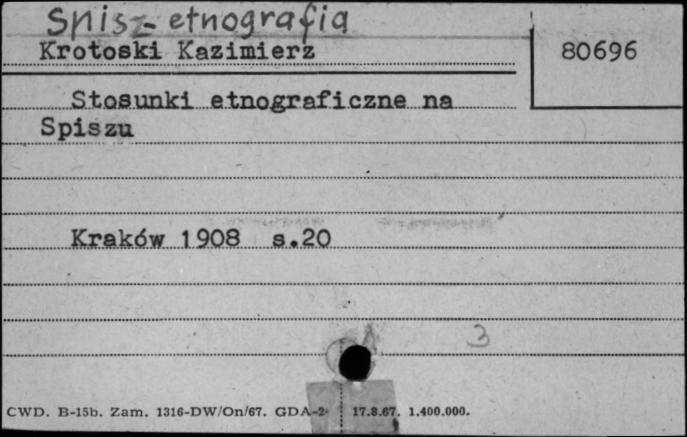 Spisz-etnografia
Krotoski Kazimierz
80696
Stosunki etnograficzne na
Spiszu
Kraków 1908 s.20
3
CWD. B-15b. Zam. 1316-DW/On/67. GDA-2 17.8.67. 1.400.000.